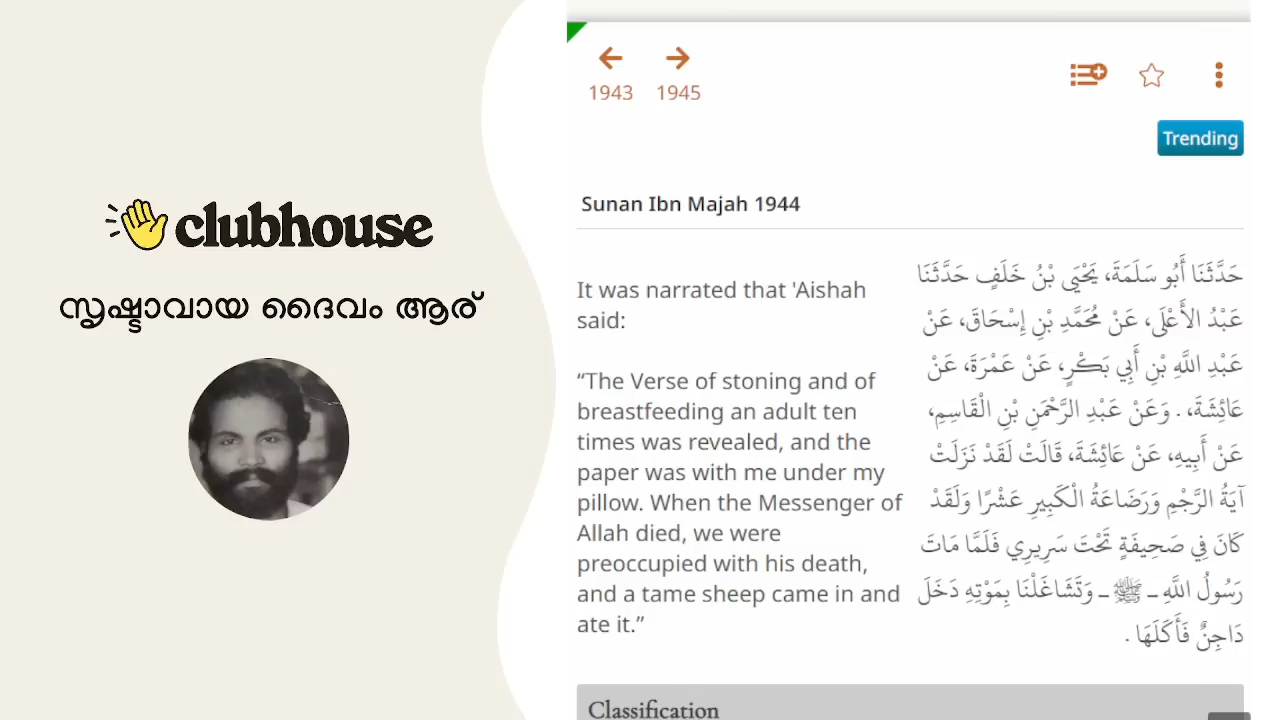 clubhouse
സൃഷ്ടാവായ ദൈവം ആര്
1943
1945
Trending
Sunan Ibn Majah 1944
It was narrated that 'Aishah
said:
“The Verse of stoning and of
breastfeeding an adult ten
times was revealed, and the
paper was with me under my
pillow. When the Messenger of
Allah died, we were
preoccupied with his death,
and a tame sheep came in and
ate it.”
حَدَّثَنَا أَبُو سَلَمَةَ، يَحْيَى بْنُ خَلَفٍ حَدَّثَنَا
عَبْدُ الأَعْلَى، عَنْ مُحَمَّدِ بْنِ إِسْحَاقَ، عَنْ
عَبْدِ اللَّهِ بْنِ أَبِي بَكْرٍ، عَنْ عَمْرَةَ، عَنْ
عَائِشَةَ، . وَعَنْ عَبْدِ الرَّحْمَنِ بْنِ الْقَاسِمِ،
عَنْ أَبِيهِ، عَنْ عَائِشَةَ، قَالَتْ لَقَدْ نَزَلَتْ
آيَةُ الرَّجْمِ وَرَضَاعَةُ الْكَبِيرِ عَشْرًا وَلَقَدْ
كَانَ فِي صَحِيفَةٍ تَحْتَ سَرِيرِي فَلَمَّا مَاتَ
رَسُولُ اللَّهِ ـ ﷺ ـ وَتَشَاغَلْنَا بِمَوْتِهِ دَخَلَ
دَاجِنٌ فَأَكَلَهَا .
Classification